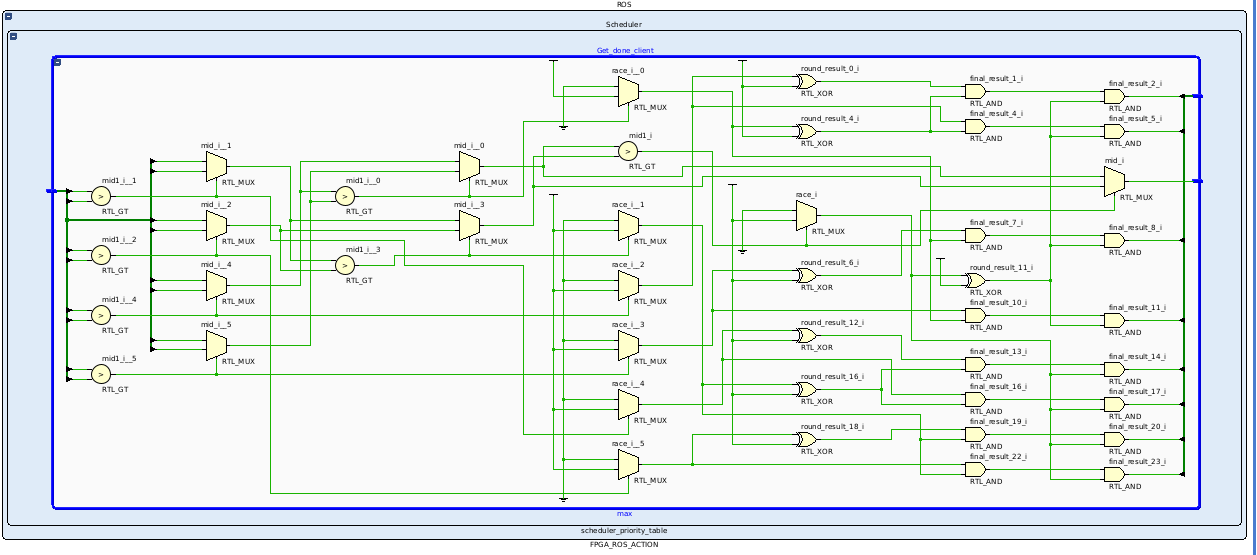 ROS
Scheduler
Get_done_client
race_i__0
RTL_MUX
round_result_0_i
RTL_XOR
final_result_1_i
RTL_AND
final_result_2_i
RTL_AND
round_result_4_i
RTL_XOR
final_result_4_i
RTL_AND
final_result_5_i
RTL_AND
mid1_i
>
RTL_GT
mid_i__1
RTL_MUX
mid_i__0
RTL_MUX
mid_i
RTL_MUX
mid1_i__1
>
RTL_GT
mid1_i__0
>
RTL_GT
mid_i__2
RTL_MUX
mid_i__3
RTL_MUX
race_i__1
RTL_MUX
race_i
RTL_MUX
final_result_7_i
RTL_AND
final_result_8_i
RTL_AND
mid1_i__2
>
RTL_GT
mid1_i__3
>
RTL_GT
mid_i__4
RTL_MUX
race_i__2
RTL_MUX
round_result_6_i
RTL_XOR
round_result_11_i
RTL_XOR
mid1_i__4
>
RTL_GT
final_result_10_i
RTL_AND
final_result_11_i
RTL_AND
mid_i__5
RTL_MUX
race_i__3
RTL_MUX
round_result_12_i
RTL_XOR
final_result_13_i
RTL_AND
final_result_14_i
RTL_AND
mid1_i__5
>
RTL_GT
race_i__4
RTL_MUX
round_result_16_i
RTL_XOR
final_result_16_i
RTL_AND
final_result_17_i
RTL_AND
race_i__5
RTL_MUX
round_result_18_i
RTL_XOR
final_result_19_i
RTL_AND
final_result_20_i
RTL_AND
final_result_22_i
RTL_AND
final_result_23_i
RTL_AND
max
scheduler_priority_table
FPGA_ROS_ACTION